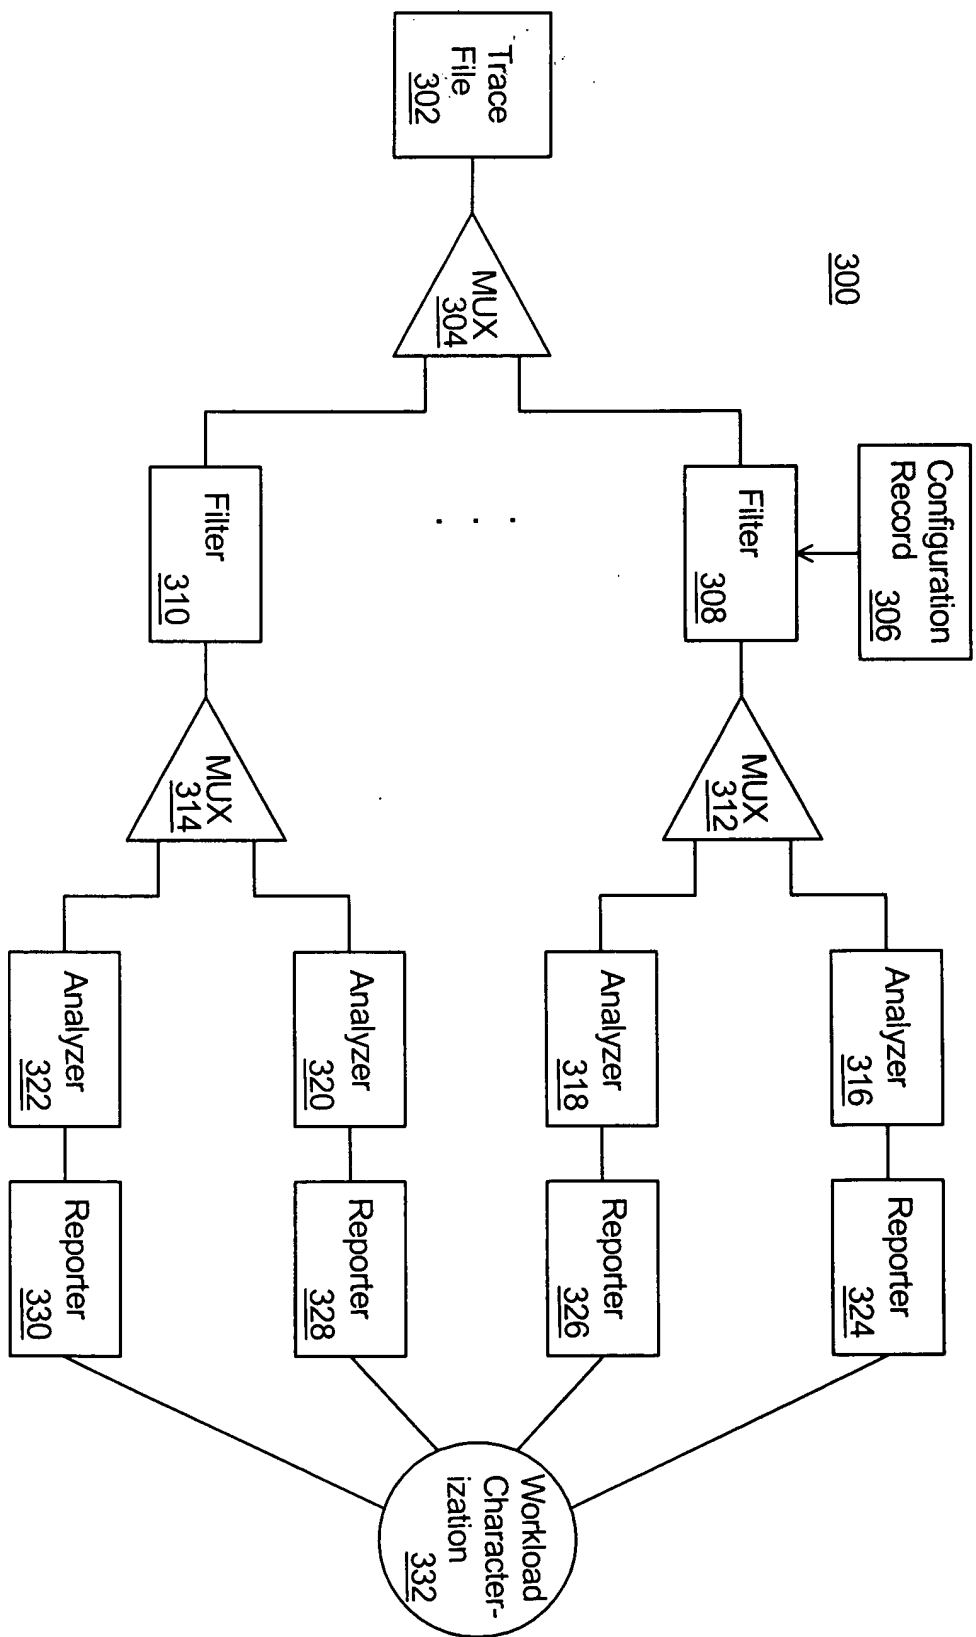 300
Trace
File
302
MUX
304
Configuration
Record 306
Filter
308
Filter
310
. . .
MUX
312
MUX
314
Analyzer
316
Analyzer
318
Analyzer
320
Analyzer
322
Reporter
324
Reporter
326
Reporter
328
Reporter
330
Workload
Character-
ization
332